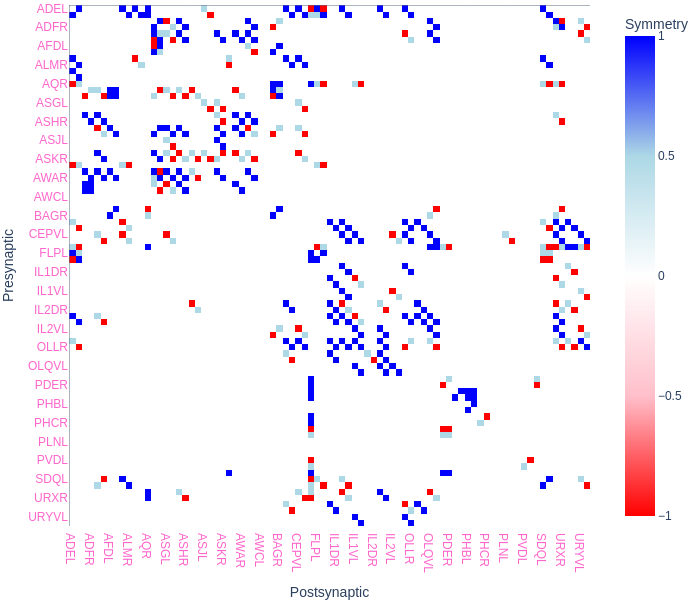 Symmetry
1
0.5
0
−0.5
−1
Presynaptic
ADEL
ADFR
AFDL
ALMR
AQR
ASGL
ASHR
ASJL
ASKR
AWAR
AWCL
BAGR
CEPVL
FLPL
IL1DR
IL1VL
IL2DR
IL2VL
OLLR
OLQVL
PDER
PHBL
PHCR
PLNL
PVDL
SDQL
URXR
URYVL
ADEL
ADFR
AFDL
ALMR
AQR
ASGL
ASHR
ASJL
ASKR
AWAR
AWCL
BAGR
CEPVL
FLPL
IL1DR
IL1VL
IL2DR
IL2VL
OLLR
OLQVL
PDER
PHBL
PHCR
PLNL
PVDL
SDQL
URXR
URYVL
Postsynaptic